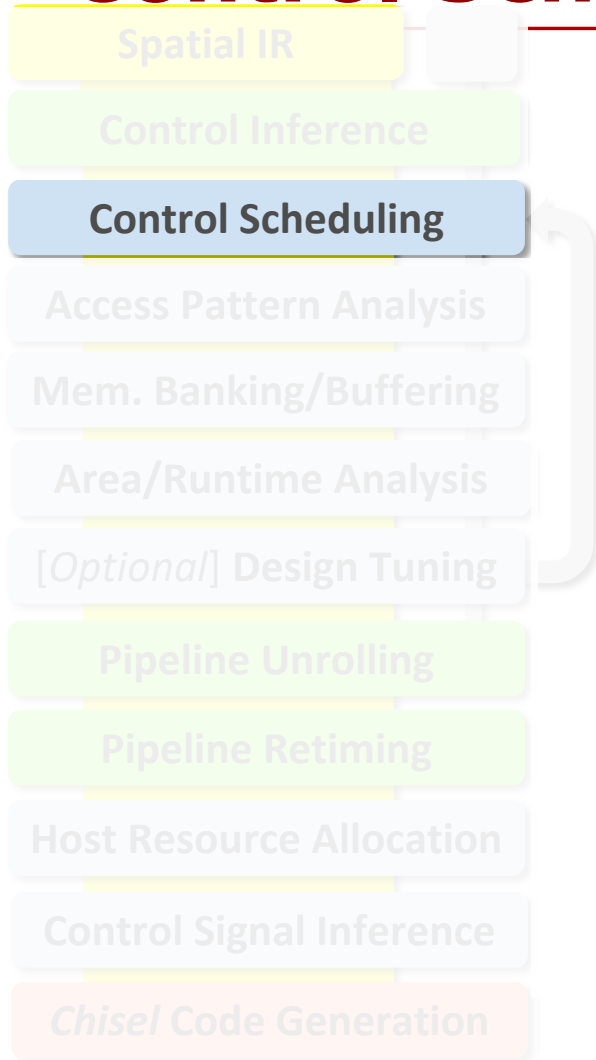 Spatial IR
Control Inference
Control Scheduling
Access Pattern Analysis
Mem. Banking/Buffering
Area/Runtime Analysis
[Optional] Design Tuning
Pipeline Unrolling
Pipeline Retiming
Host Resource Allocation
Control Signal Inference
Chisel Code Generation